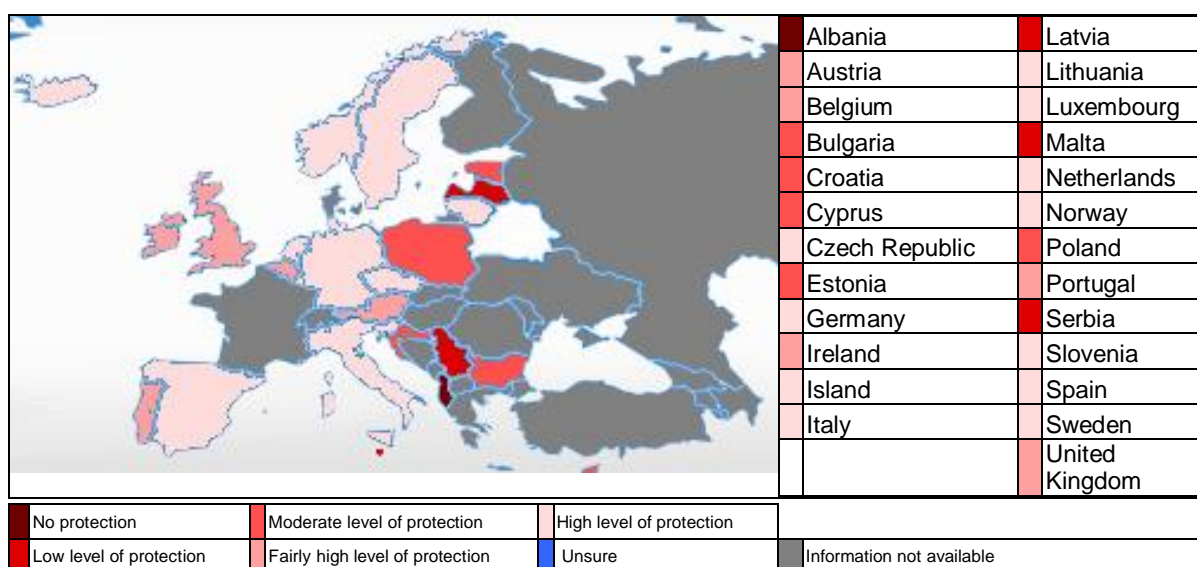 Albania Latvia
Austria Lithuania
Belgium Luxembourg
Bulgaria Malta
Croatia Netherlands
Cyprus Norway
Czech Republic Poland
Estonia Portugal
Germany Serbia
Ireland Slovenia
Island Spain
Italy Sweden
United
Kingdom
No protection Moderate level of protection High level of protection
Low level of protection Fairly high level of protection Unsure Information not available